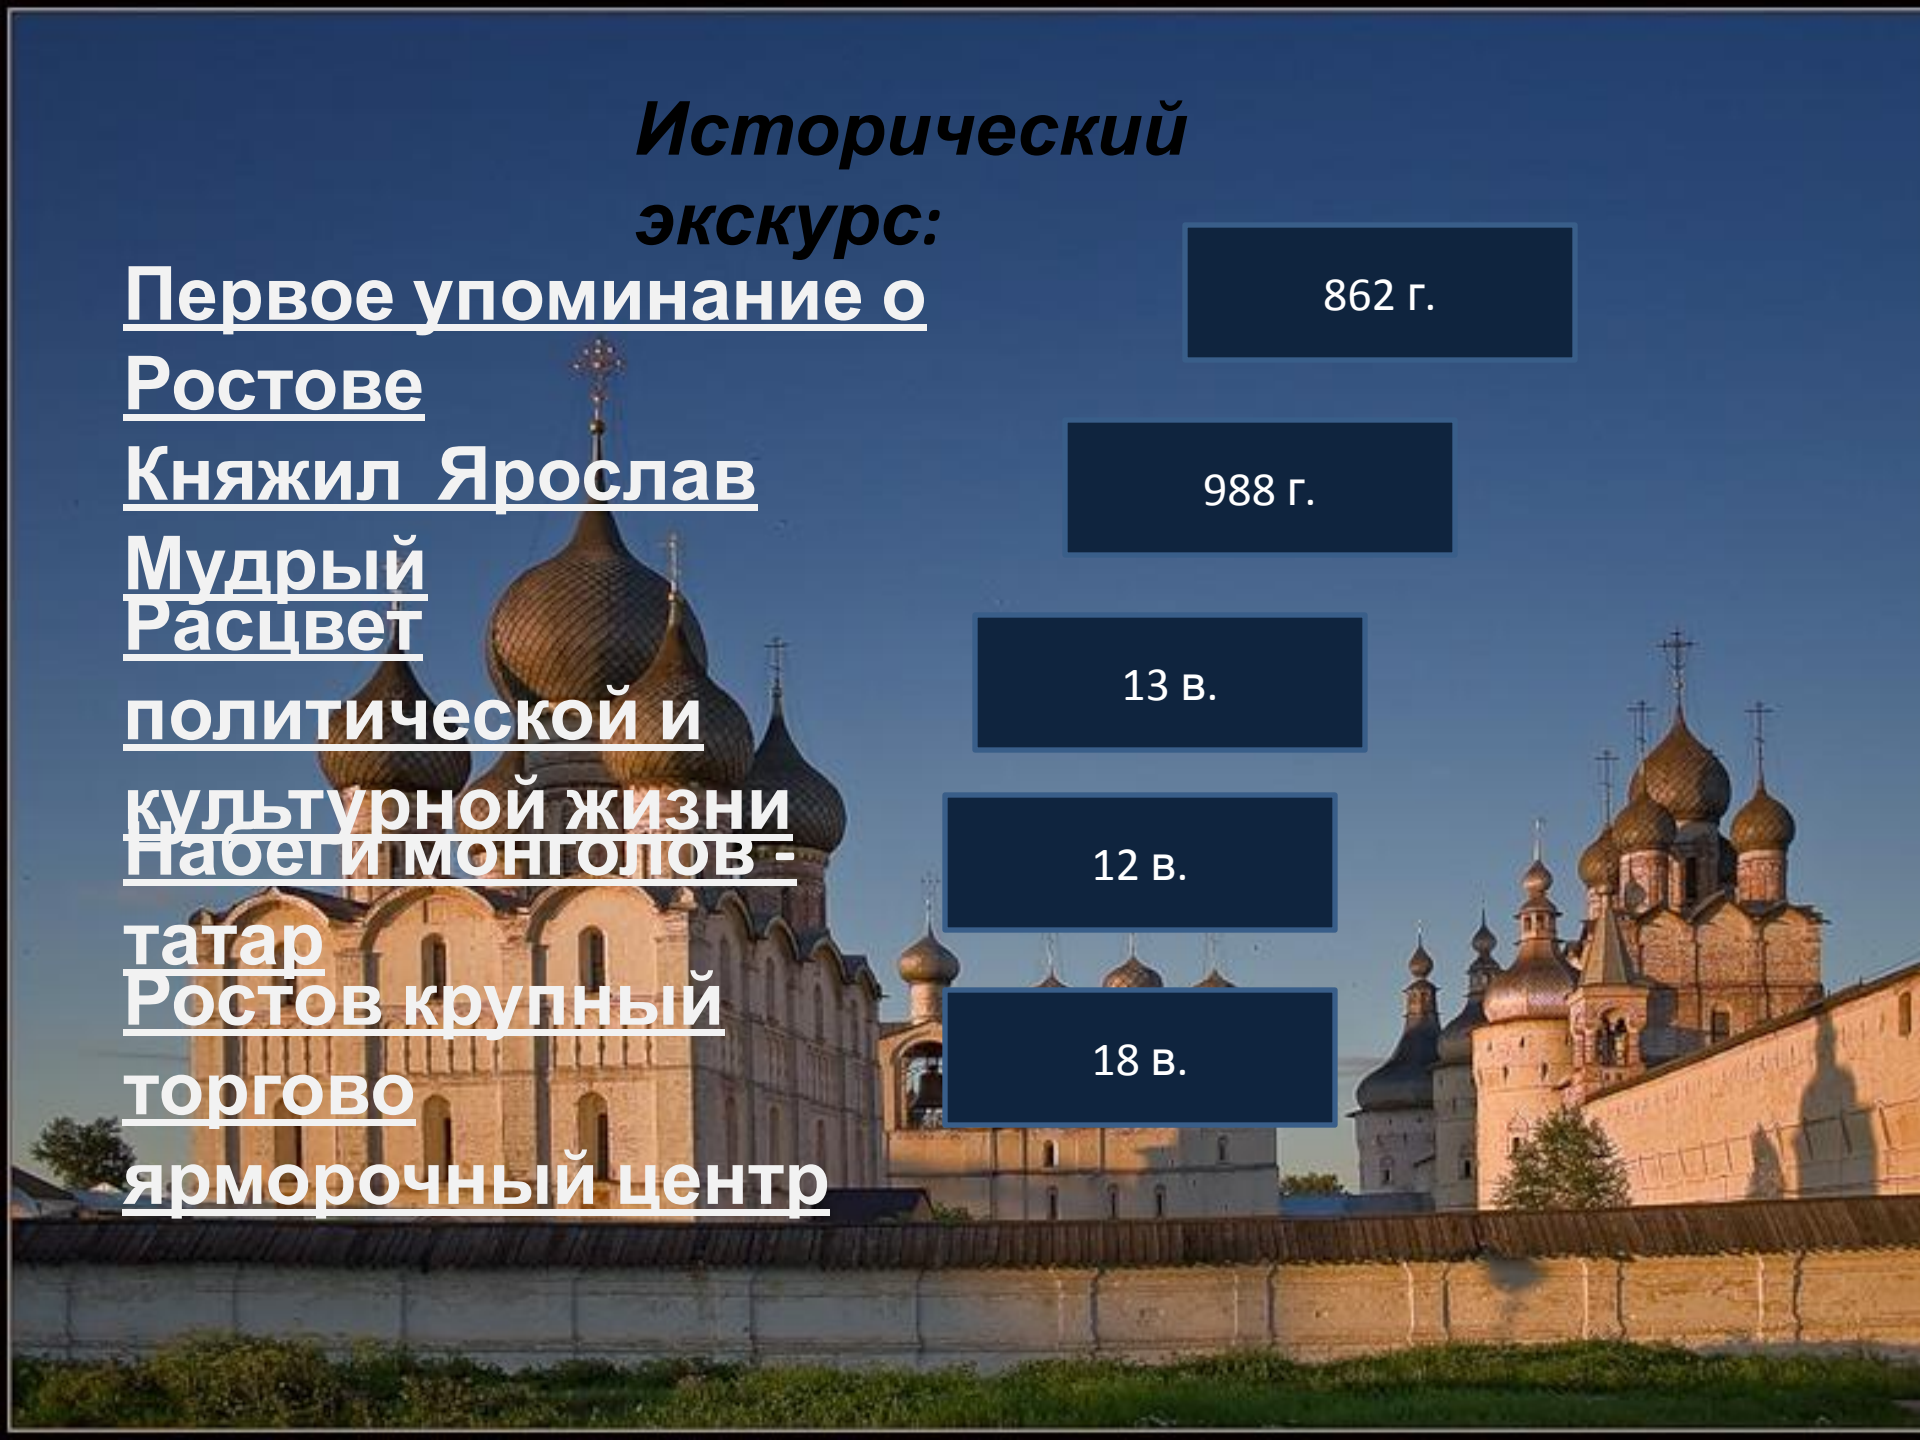 Исторический
экскурс:
Первое упоминание о
Ростове
862 г.
Княжил Ярослав
Мудрый
988 г.
Расцвет
политической и
культурной жизни
13 в.
Набеги монголов -
татар
12 в.
Ростов крупный
торгово
ярморочный центр
18 в.